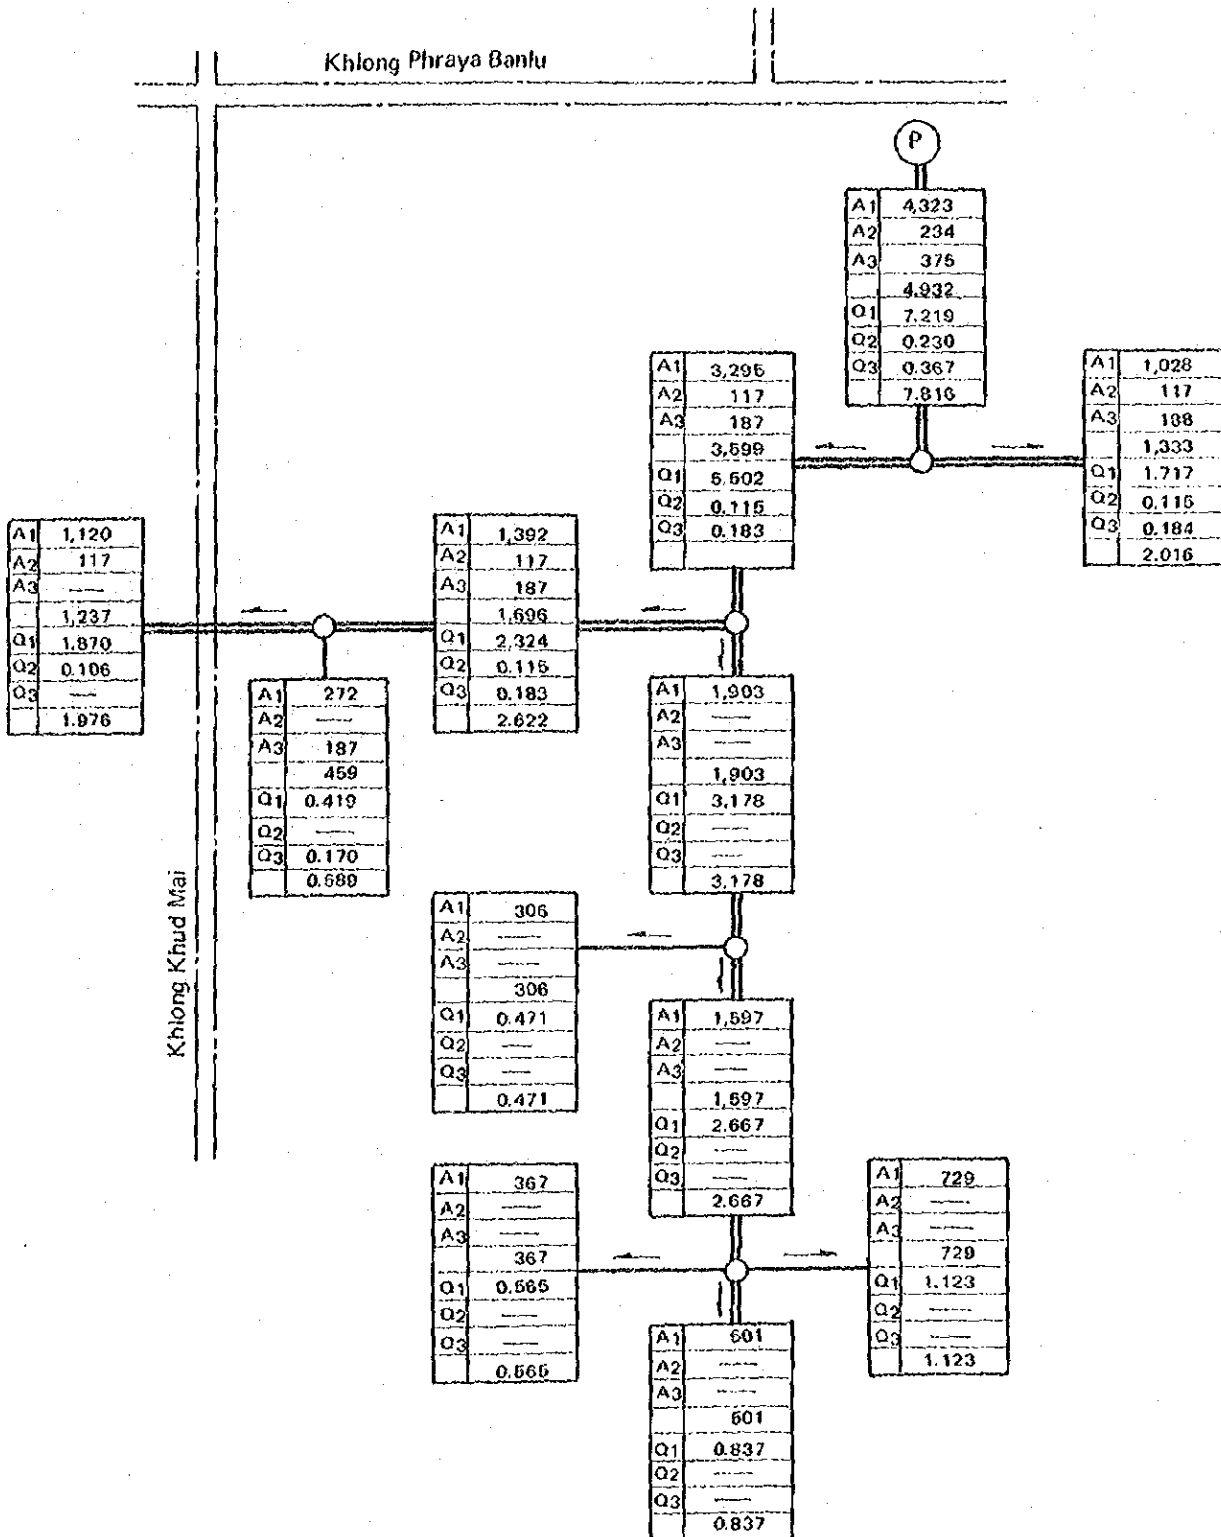 Khlong Phraya Banlu
P
A1 4,323
A2 234
A3 375
4.932
Q1 7.219
Q2 0.230
Q3 0.367
7.816
A1 3,295
A2 117
A3 187
3,599
Q1 5.502
Q2 0.115
Q3 0.183
A1 1,028
A2 117
A3 188
1,333
Q1 1.717
Q2 0.115
Q3 0.184
2.016
A1 1,120
A2 117
A3 —
1,237
Q1 1.870
Q2 0.106
Q3 —
1.976
A1 1,392
A2 117
A3 187
1,696
Q1 2,324
Q2 0.115
Q3 0.183
2.622
A1 272
A2 —
A3 187
459
Q1 0.419
Q2 —
Q3 0.170
0.589
A1 1,903
A2 —
A3 —
1,903
Q1 3,178
Q2 —
Q3 —
3,178
Khlong Khud Mai
A1 306
A2 —
A3 —
306
Q1 0.471
Q2 —
Q3 —
0.471
A1 1,597
A2 —
A3 —
1,597
Q1 2.667
Q2 —
Q3 —
2.667
A1 367
A2 —
A3 —
367
Q1 0.565
Q2 —
Q3 —
0.565
A1 729
A2 —
A3 —
729
Q1 1.123
Q2 —
Q3 —
1.123
A1 501
A2 —
A3 —
501
Q1 0.837
Q2 —
Q3 —
0.837